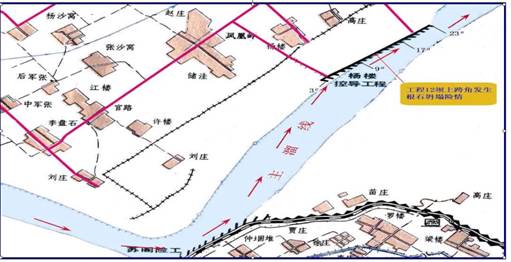 杨沙窝
赵庄
凤凰岭
高庄
张沙窝
杨楼
储洼
后军张
江楼
中军张
官路
李盘石
许楼
刘庄
刘庄
23#
17#
9#
3#
杨楼
控导工程
工程12坝上跨角发生
根石坍塌险情
主溜线
苏阁险工
仲堌堆
贾庄
徐庄
苗庄
罗楼
梁楼
高庄